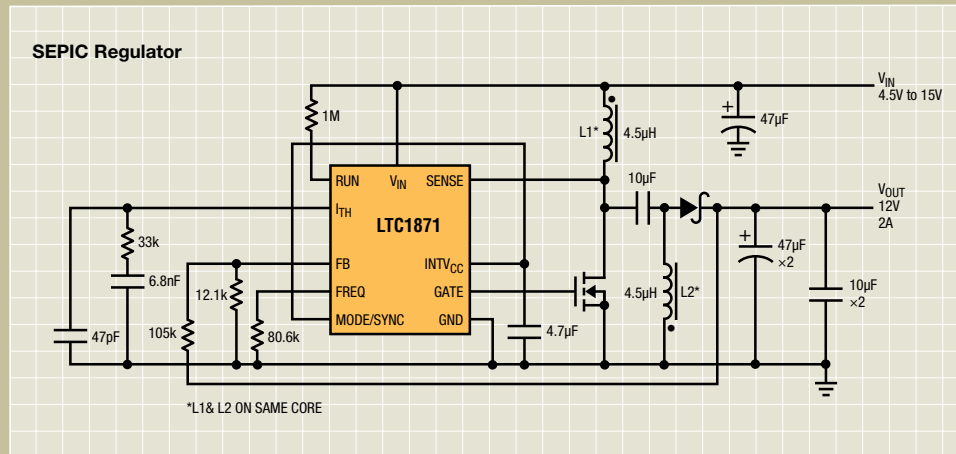 SEPIC Regulator
VIN
4.5V to 15V
1M
+
47µF
L1*
4.5µH
RUN
VIN
SENSE
10µF
VOUT
12V
2A
ITH
LTC1871
33k
+
47µF
×2
6.8nF
FB
INTVCC
12.1k
FREQ
GATE
4.5µH
L2*
10µF
×2
47pF
105k
80.6k
MODE/SYNC
GND
4.7µF
*L1& L2 ON SAME CORE